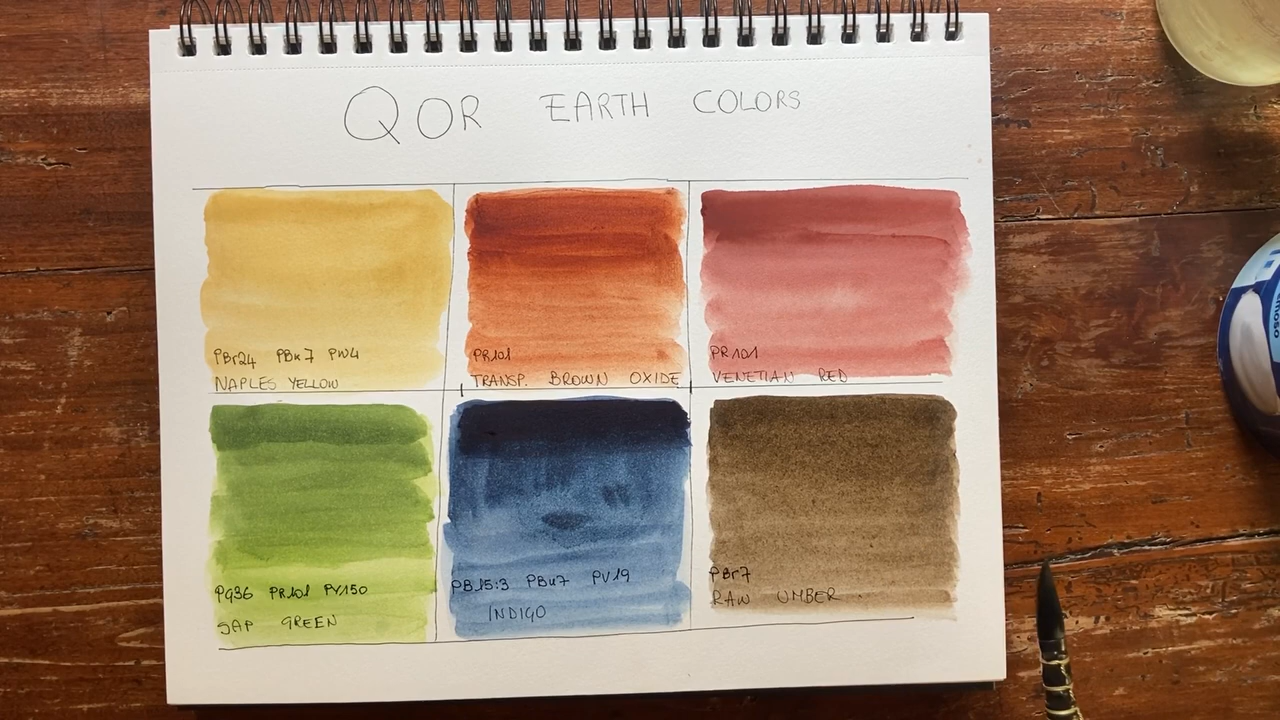 QOR EARTH COLORS
PBr24 PBk7 PW4
NAPLES YELLOW
PR101
TRANSP. BROWN OXIDE
PR101
VENETIAN RED
PG36 PR101 PY150
SAP GREEN
PB15:3 PBk7 PV19
INDIGO
PBr7
RAW UMBER